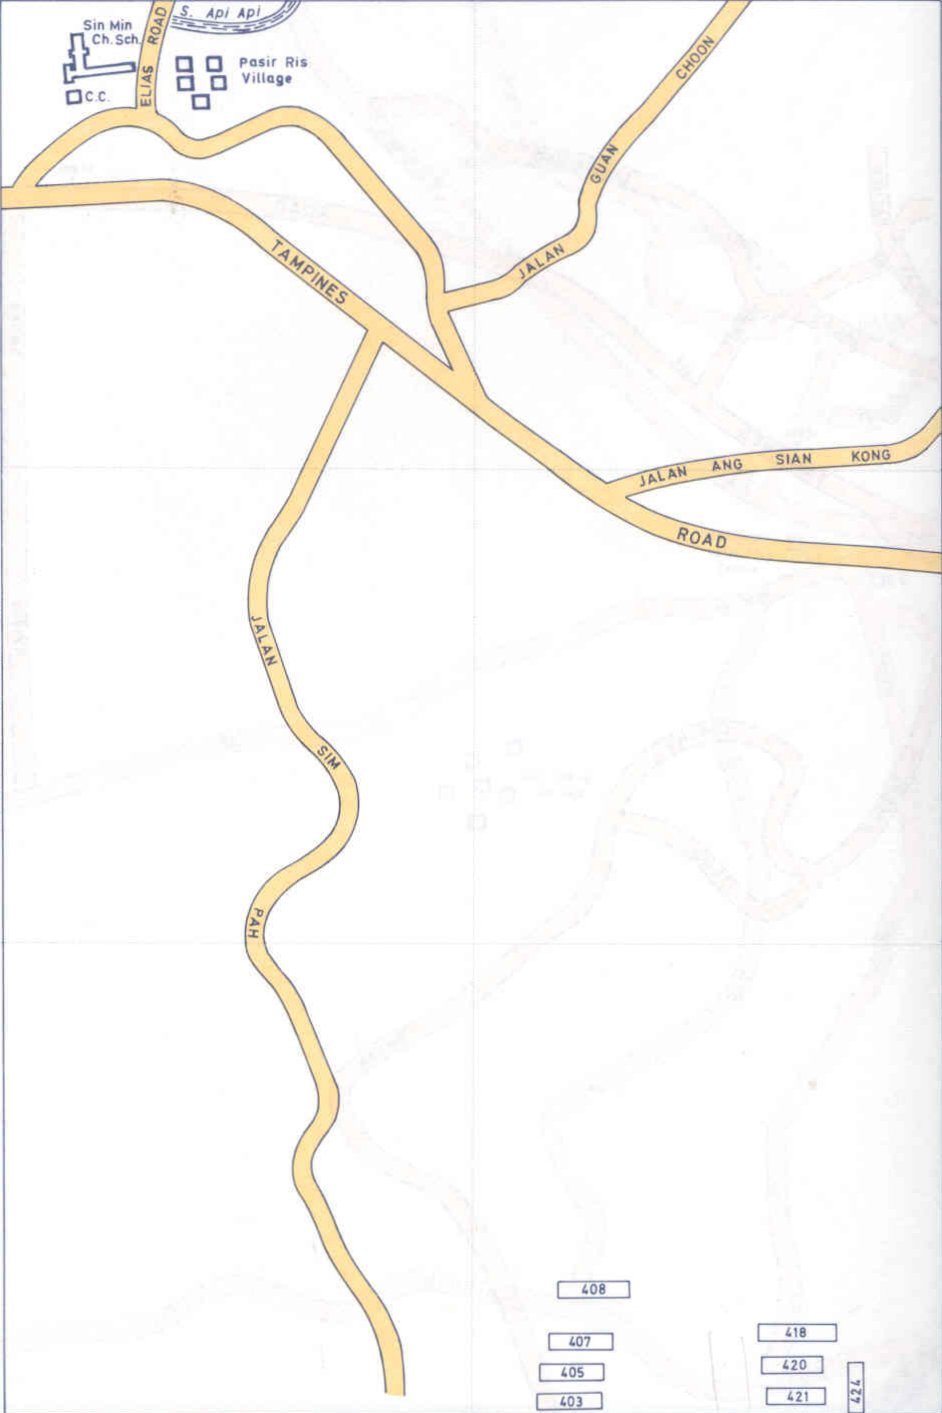 S. Api Api
Sin Min
Ch. Sch.
ELIAS ROAD
Pasir Ris
Village
C.C.
JALAN GUAN CHOON
TAMPINES ROAD
JALAN ANG SIAN KONG
JALAN SIM PAH
408
407
405
403
418
420
421
424